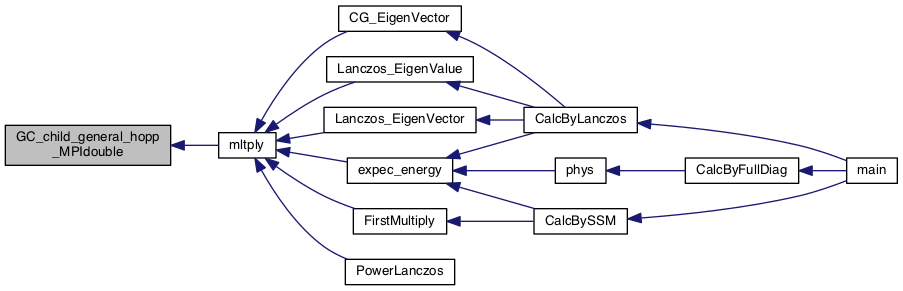 GC_child_general_hopp
_MPIdouble
mltply
CG_EigenVector
Lanczos_EigenValue
Lanczos_EigenVector
expec_energy
FirstMultiply
PowerLanczos
CalcByLanczos
phys
CalcBySSM
CalcByFullDiag
main